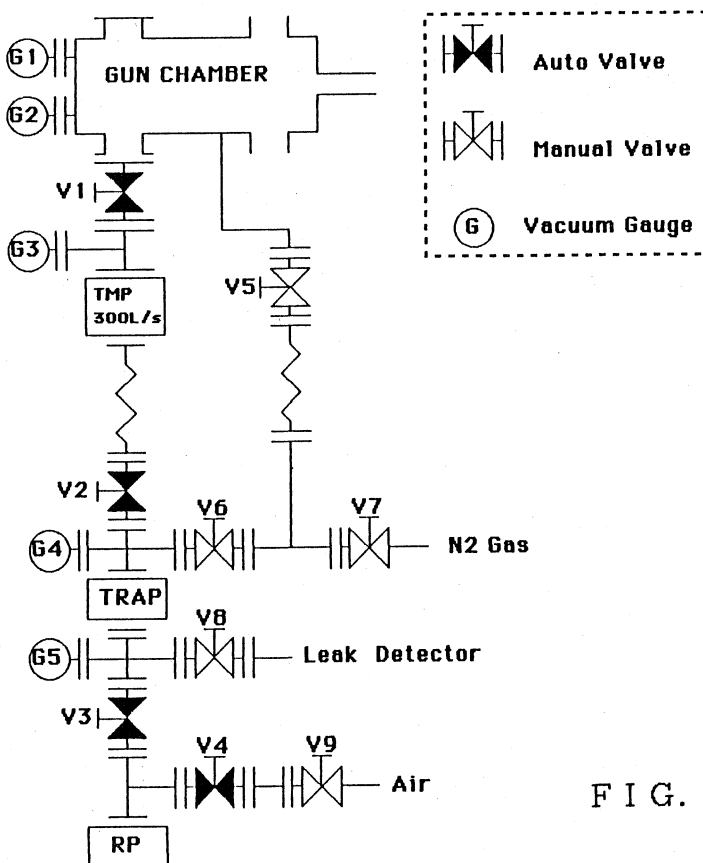 G1
GUN CHAMBER
Auto Valve
G2
Manual Valve
V1
G3
G
Vacuum Gauge
TMP
300L/s
V5
V2
V6
V7
G4
N2 Gas
TRAP
V8
G5
Leak Detector
V3
V4
V9
Air
RP
FIG.